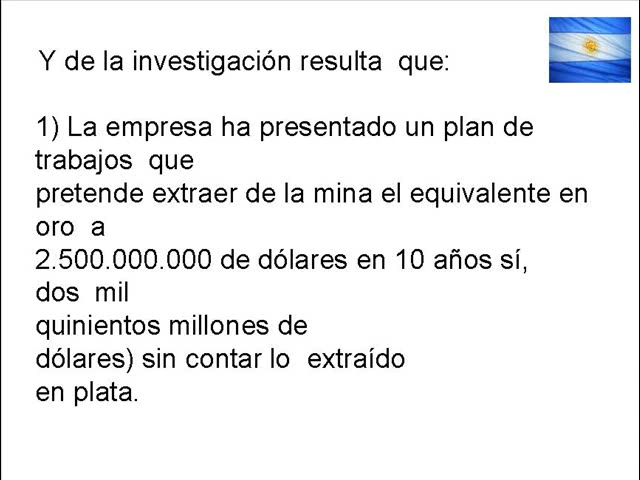 Y de la investigación resulta  que:
1) La empresa ha presentado un plan de
trabajos  que
pretende extraer de la mina el equivalente en
oro  a
2.500.000.000 de dólares en 10 años sí,
dos  mil
quinientos millones de
dólares) sin contar lo  extraído
en plata.